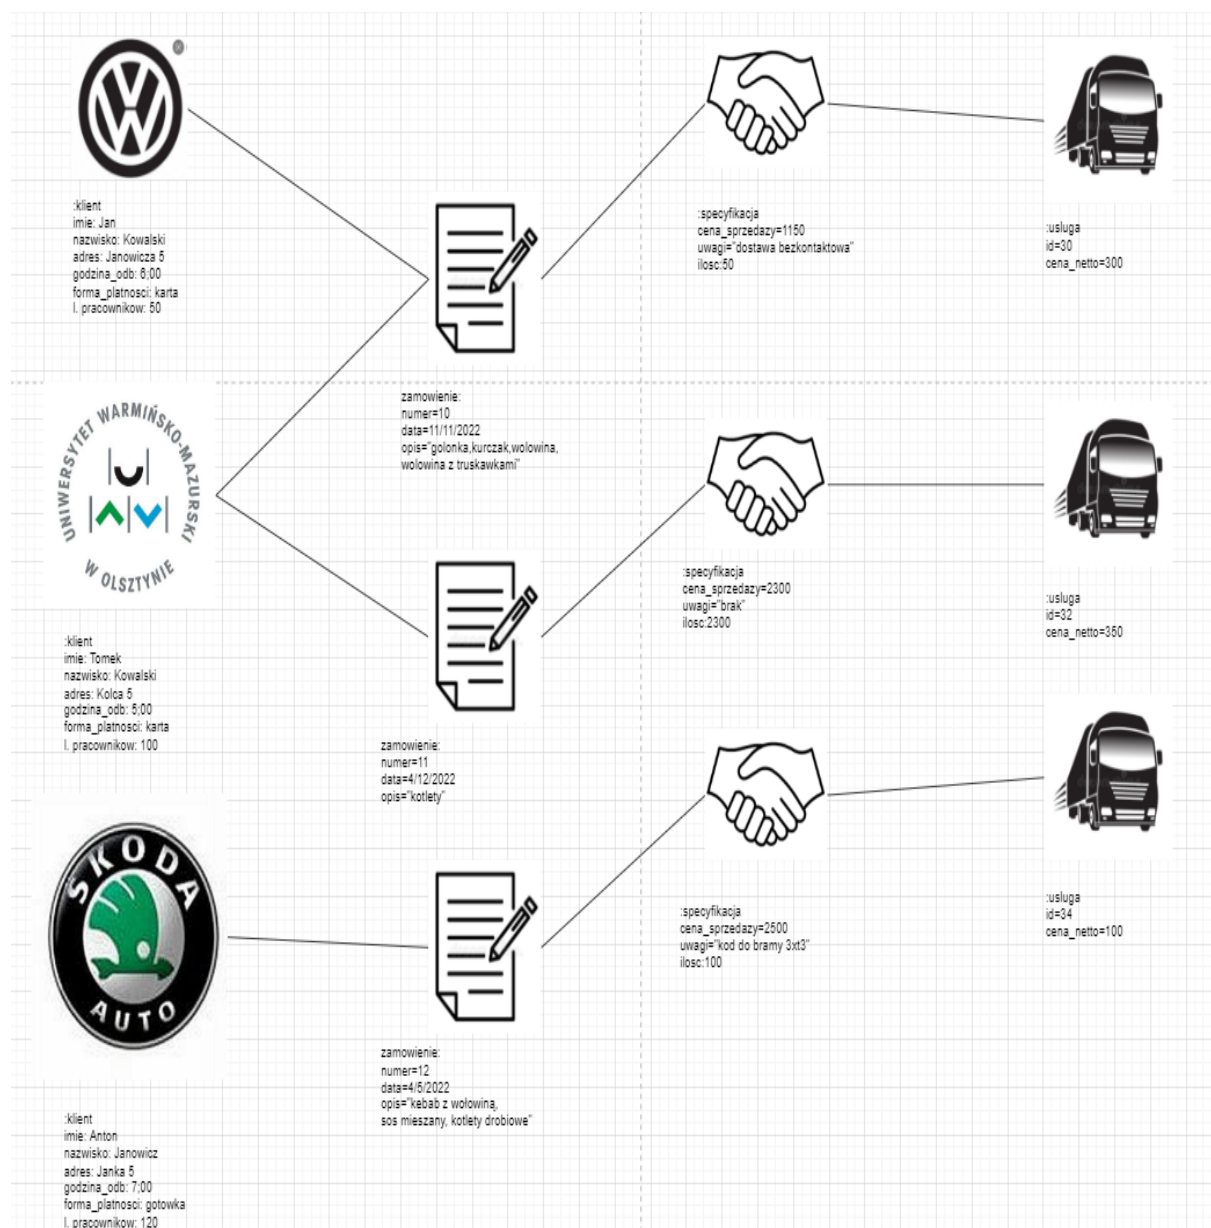 :klient
imie: Jan
nazwisko: Kowalski
adres: Janowicza 5
godzina_odb: 6;00
forma_platnosci: karta
l. pracownikow: 50
zamowienie:
numer=10
data=11/11/2022
opis="golonka,kurczak,wolowina,
wolowina z truskawkami"
:specyfikacja
cena_sprzedazy=1150
uwagi="dostawa bezkontaktowa"
ilosc:50
:usluga
id=30
cena_netto=300
UNIWERSYTET WARMIŃSKO-MAZURSKI
W OLSZTYNIE
:klient
imie: Tomek
nazwisko: Kowalski
adres: Kolca 5
godzina_odb: 5;00
forma_platnosci: karta
l. pracownikow: 100
zamowienie:
numer=11
data=4/12/2022
opis="kotlety"
:specyfikacja
cena_sprzedazy=2300
uwagi="brak"
ilosc:2300
:usluga
id=32
cena_netto=350
ŠKODA
AUTO
:klient
imie: Anton
nazwisko: Janowicz
adres: Janka 5
godzina_odb: 7;00
forma_platnosci: gotowka
l. pracownikow: 120
zamowienie:
numer=12
data=4/5/2022
opis="kebab z wołowiną,
sos mieszany, kotlety drobiowe"
:specyfikacja
cena_sprzedazy=2500
uwagi="kod do bramy 3xt3"
ilosc:100
:usluga
id=34
cena_netto=100